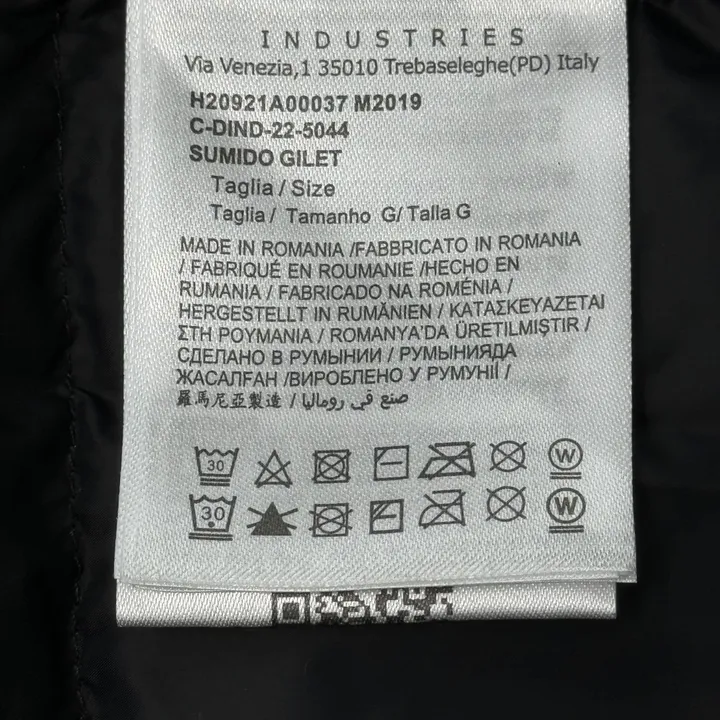 INDUSTRIES
Via Venezia,1 35010 Trebaseleghe(PD) Italy
H20921A00037 M2019
C-DIND-22-5044
SUMIDO GILET
Taglia / Size
Taglia / Tamanho G/ Talla G
MADE IN ROMANIA /FABBRICATO IN ROMANIA
/ FABRIQUÉ EN ROUMANIE /HECHO EN
RUMANIA / FABRICADO NA ROMÉNIA /
HERGESTELLT IN RUMÄNIEN / ΚΑΤΑΣΚΕΥΑΖΕΤΑΙ
ΣΤΗ ΡΟΥΜΑΝΙΑ / ROMANYA'DA ÜRETILMIŞTIR /
СДЕЛАНО В РУМЫНИИ / РУМЫНИЯДА
ЖАСАЛҒАН /ВИРОБЛЕНО У РУМУНІЇ /
羅馬尼亞製造 / صنع في رومانيا
30 W
30 W